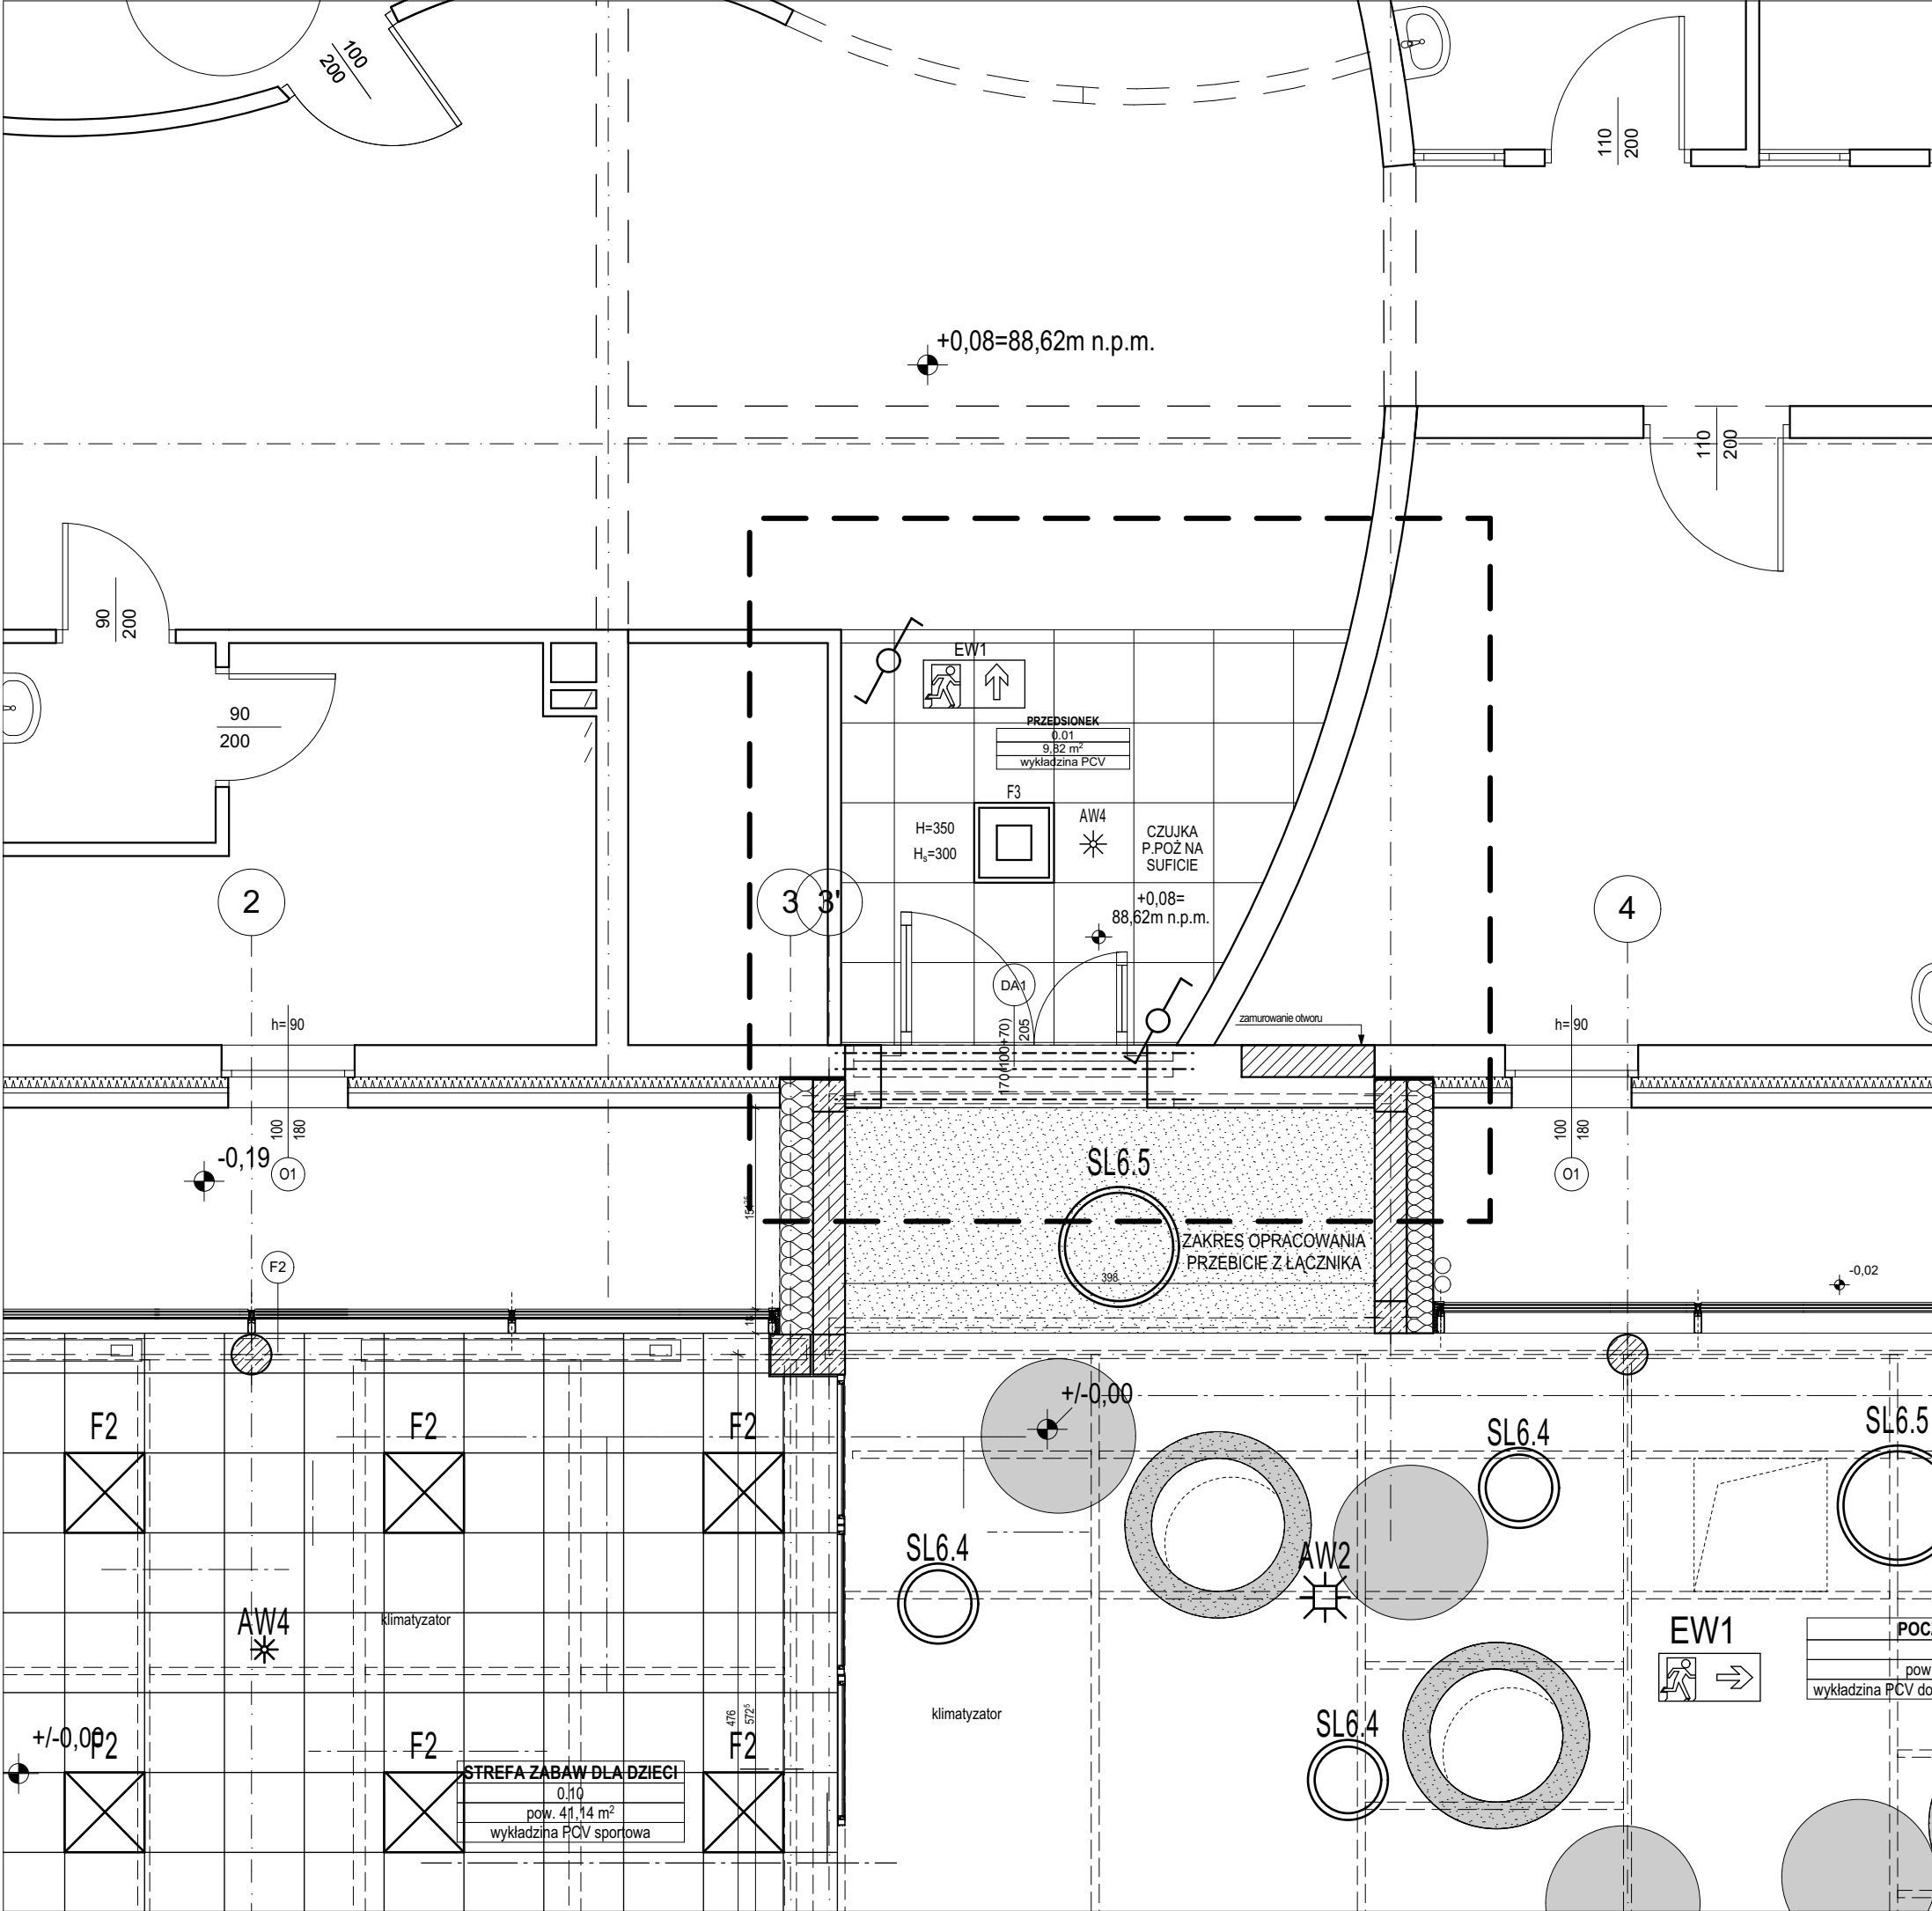 100
200
110
200
+0,08=88,62m n.p.m.
110
200
90
200
90
200
EW1
PRZEDSIONEK
0.01
9,82 m²
wykładzina PCV
F3
H=350
Hₛ=300
AW4
CZUJKA
P.POŻ NA
SUFICIE
+0,08=
88,62m n.p.m.
2
3
3'
4
DA1
170(100+70)
205
h= 90
zamurowanie otworu
h= 90
100
180
O1
-0,19
100
180
O1
SL6.5
ZAKRES OPRACOWANIA
PRZEBICIE Z ŁĄCZNIKA
398
F2
-0,02
+/-0,00
F2
F2
F2
SL6.4
SL6.5
SL6.4
AW2
AW4
klimatyzator
klimatyzator
EW1
POC
pow
wykładzina PCV do
SL6.4
476
572⁵
+/-0,00
F2
F2
F2
STREFA ZABAW DLA DZIECI
0.10
pow. 41,14 m²
wykładzina PCV sportowa